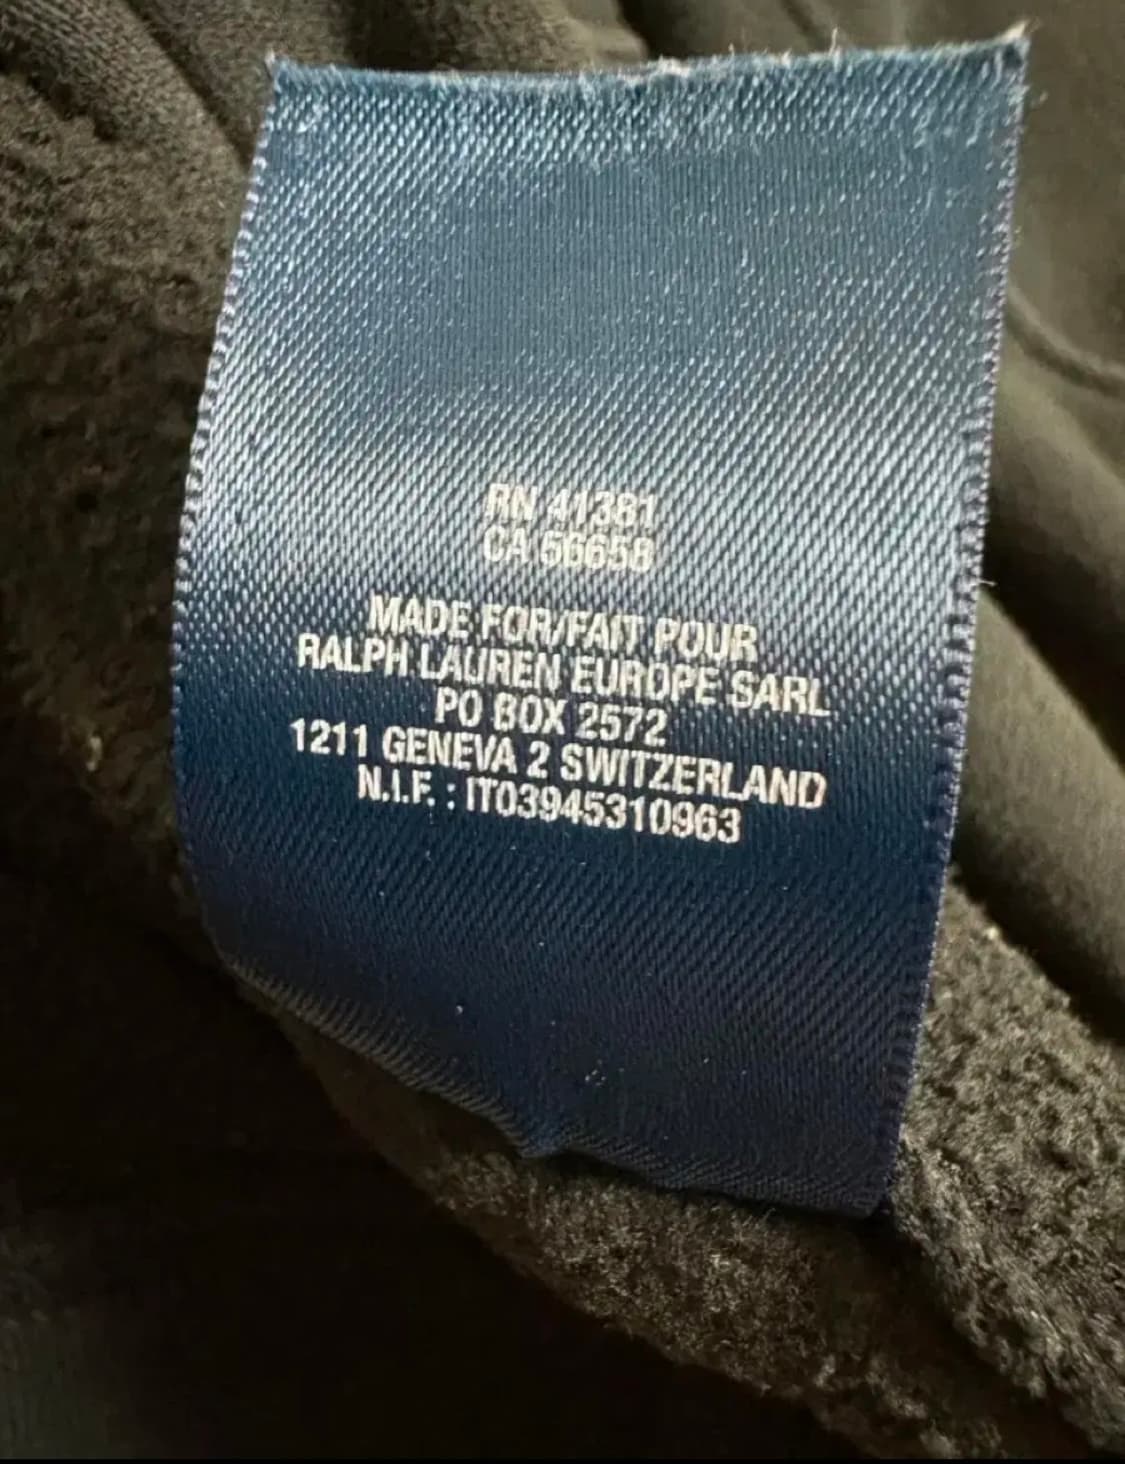 RN 41381
CA 56658
MADE FOR/FAIT POUR
RALPH LAUREN EUROPE SARL
PO BOX 2572
1211 GENEVA 2 SWITZERLAND
N.I.F. : IT03945310963